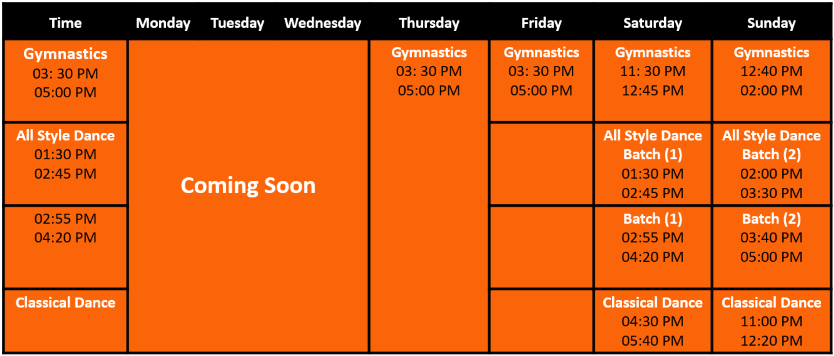 Time Monday Tuesday Wednesday Thursday Friday Saturday Sunday
Gymnastics
03: 30 PM
05:00 PM
Coming Soon
Gymnastics
03: 30 PM
05:00 PM
Gymnastics
03: 30 PM
05:00 PM
Gymnastics
11: 30 PM
12:45 PM
Gymnastics
12:40 PM
02:00 PM
All Style Dance
01:30 PM
02:45 PM
All Style Dance
Batch (1)
01:30 PM
02:45 PM
All Style Dance
Batch (2)
02:00 PM
03:30 PM
02:55 PM
04:20 PM
Batch (1)
02:55 PM
04:20 PM
Batch (2)
03:40 PM
05:00 PM
Classical Dance
Classical Dance
04:30 PM
05:40 PM
Classical Dance
11:00 PM
12:20 PM